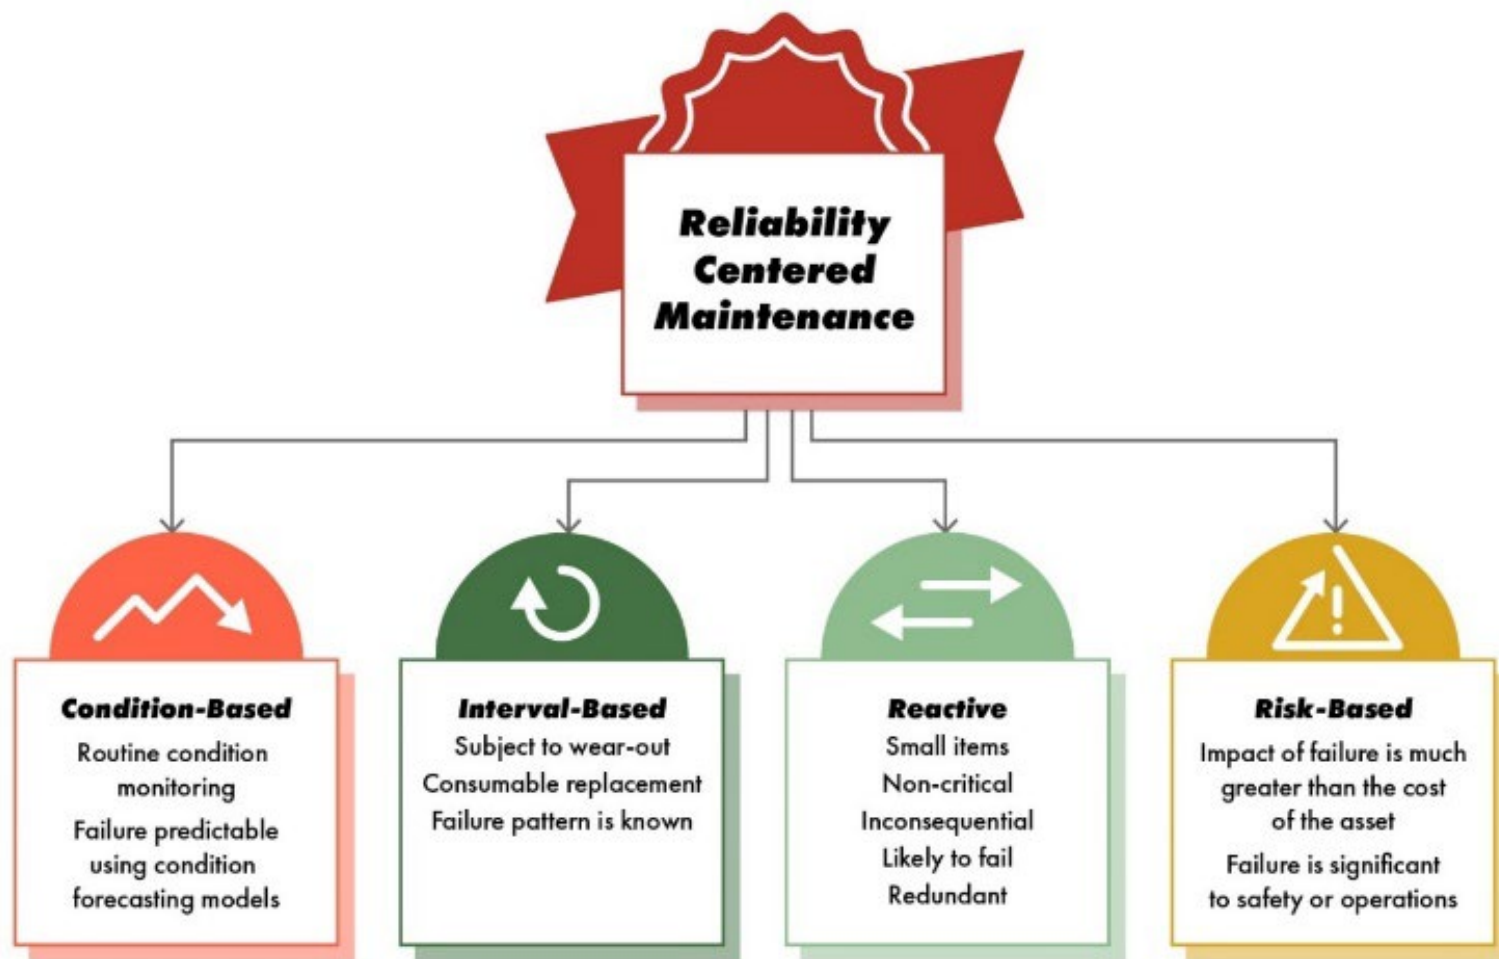 Reliability
Centered
Maintenance
Condition-Based
Routine condition
monitoring
Failure predictable
using condition
forecasting models
Interval-Based
Subject to wear-out
Consumable replacement
Failure pattern is known
Reactive
Small items
Non-critical
Inconsequential
Likely to fail
Redundant
Risk-Based
Impact of failure is much
greater than the cost
of the asset
Failure is significant
to safety or operations